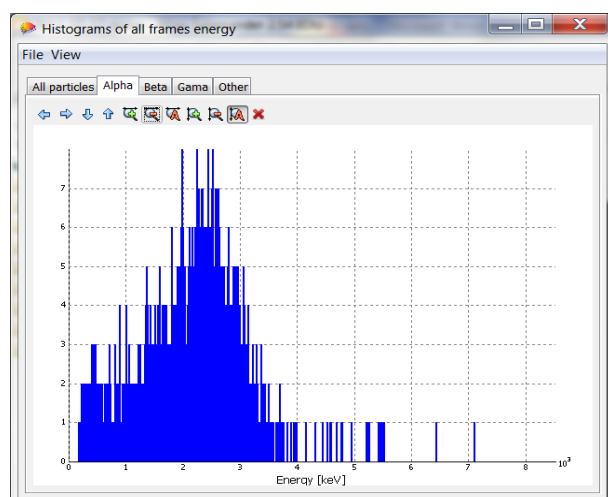 Histograms of all frames energy
File View
All particles Alpha Beta Gama Other
7
6
5
4
3
2
1
0 1 2 3 4 5 6 7 8 10³
Energy [keV]